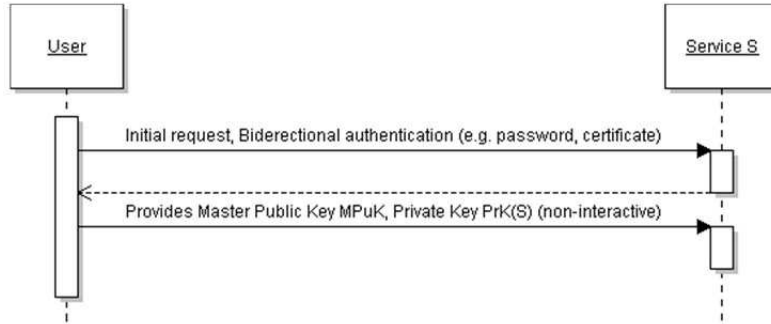 User
Service S
Initial request, Biderectional authentication (e.g. password, certificate)
Provides Master Public Key MPuK, Private Key PrK(S) (non-interactive)